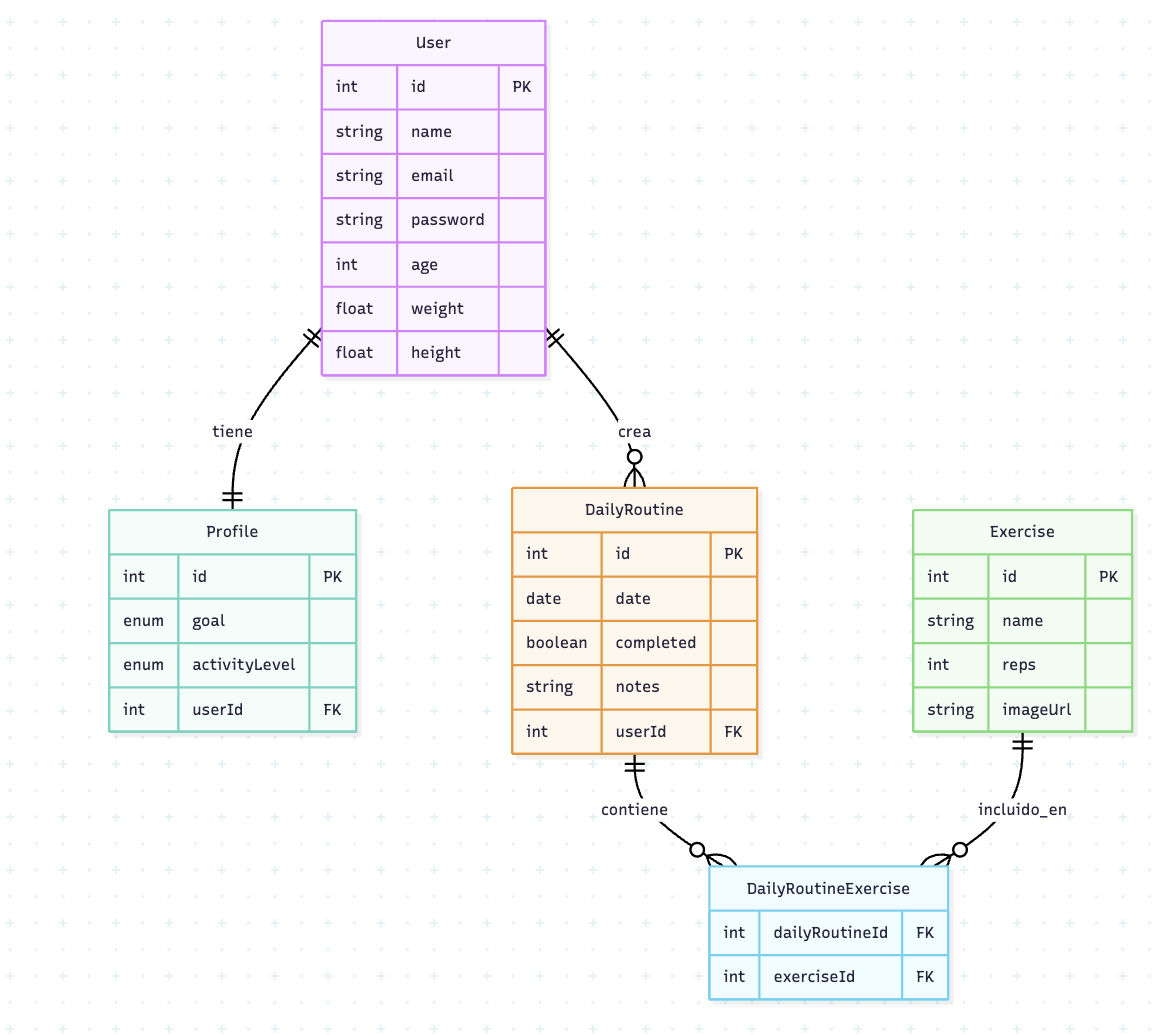 User
int id PK
string name
string email
string password
int age
float weight
float height
tiene
crea
Profile
int id PK
enum goal
enum activityLevel
int userId FK
DailyRoutine
int id PK
date date
boolean completed
string notes
int userId FK
Exercise
int id PK
string name
int reps
string imageUrl
contiene
incluido_en
DailyRoutineExercise
int dailyRoutineId FK
int exerciseId FK